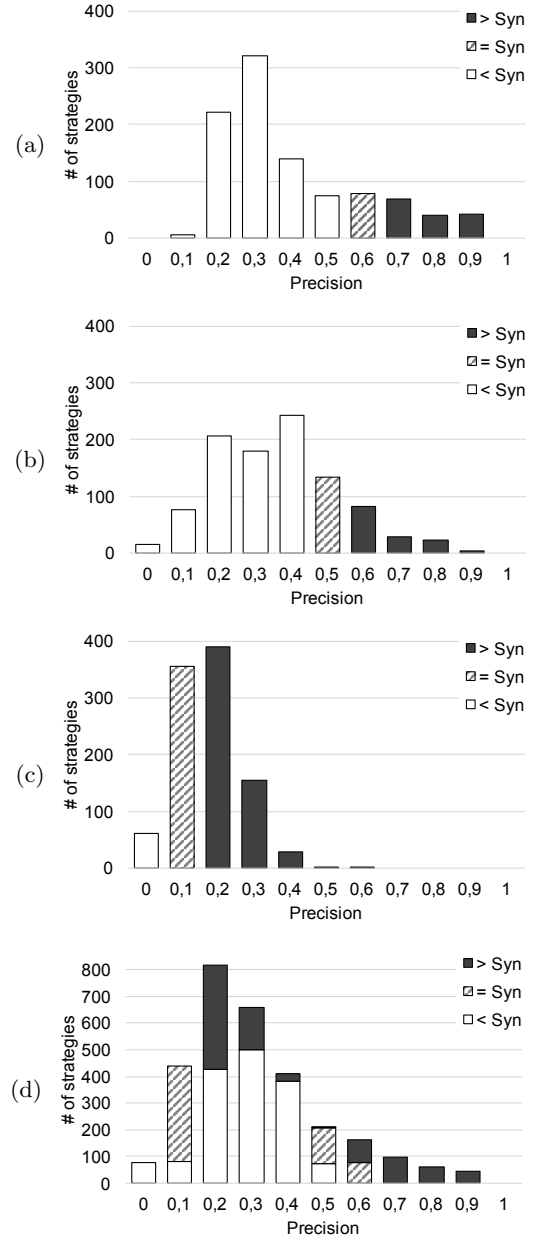 (a)
# of strategies
400
300
200
100
0
> Syn
= Syn
< Syn
0 0,1 0,2 0,3 0,4 0,5 0,6 0,7 0,8 0,9 1
Precision
(b)
# of strategies
400
300
200
100
0
> Syn
= Syn
< Syn
0 0,1 0,2 0,3 0,4 0,5 0,6 0,7 0,8 0,9 1
Precision
(c)
# of strategies
400
300
200
100
0
> Syn
= Syn
< Syn
0 0,1 0,2 0,3 0,4 0,5 0,6 0,7 0,8 0,9 1
Precision
(d)
# of strategies
800
700
600
500
400
300
200
100
0
> Syn
= Syn
< Syn
0 0,1 0,2 0,3 0,4 0,5 0,6 0,7 0,8 0,9 1
Precision